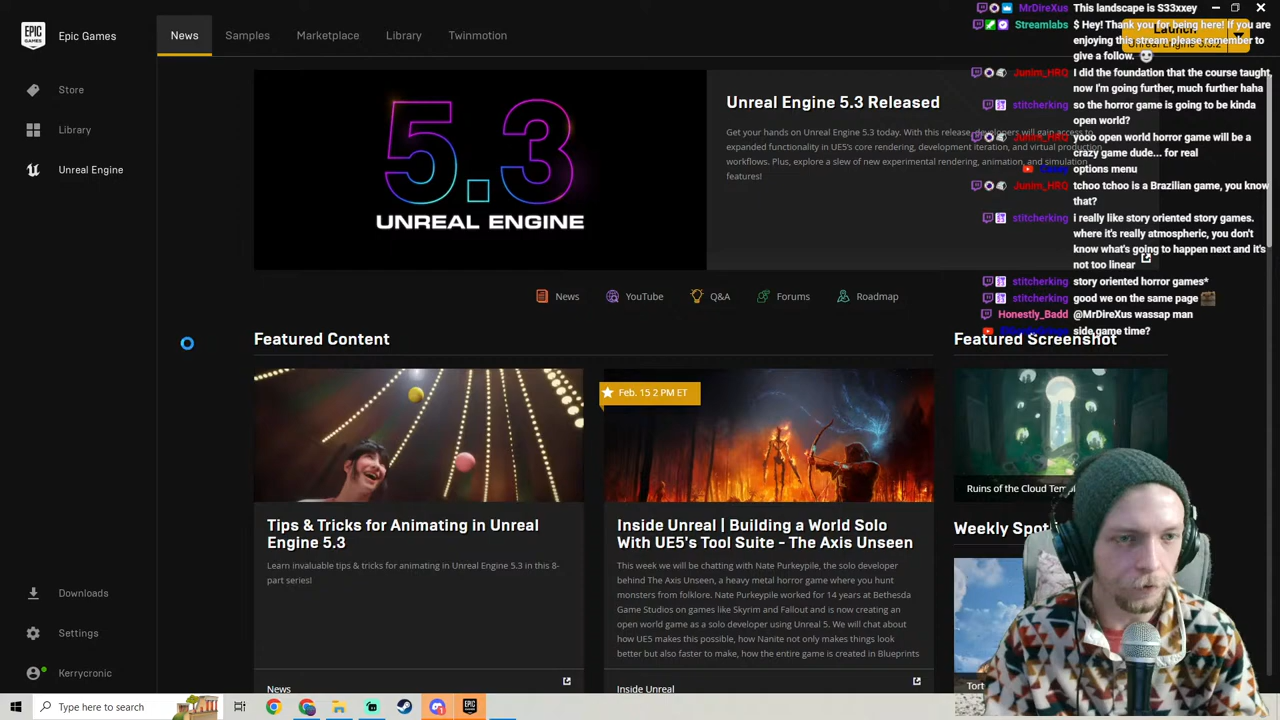 EPIC GAMES
Epic Games
News
Samples
Marketplace
Library
Twinmotion
Launch
Unreal Engine 5.3.2
Store
Library
Unreal Engine
5.3
UNREAL ENGINE
Unreal Engine 5.3 Released
Get your hands on Unreal Engine 5.3 today. With this release, developers will gain access to
expanded functionality in UE5's core rendering, development iteration, and virtual production
workflows. Plus, explore a slew of new experimental rendering, animation, and simulation
features!
MrDireXus This landscape is S33xxey
Streamlabs $ Hey! Thank you for being here! If you are
enjoying this stream please remember to
give a follow.
Junim_HRQ I did the foundation that the course taught
now I'm going further, much further haha
stitcherking so the horror game is going to be kinda
open world?
Junim_HRQ yooo open world horror game will be a
crazy game dude... for real
options menu
Junim_HRQ tchoo tchoo is a Brazilian game, you know
that?
stitcherking i really like story oriented story games.
where it's really atmospheric, you don't
know what's going to happen next and it's
not too linear
stitcherking story oriented horror games*
stitcherking good we on the same page
Honestly_Badd @MrDireXus wassap man
side game time?
News
YouTube
Q&A
Forums
Roadmap
Featured Content
Featured Screenshot
Feb. 15 2 PM ET
Ruins of the Cloud Tem
Tips & Tricks for Animating in Unreal
Engine 5.3
Learn invaluable tips & tricks for animating in Unreal Engine 5.3 in this 8-
part series!
News
Inside Unreal | Building a World Solo
With UE5's Tool Suite - The Axis Unseen
This week we will be chatting with Nate Purkeypile, the solo developer
behind The Axis Unseen, a heavy metal horror game where you hunt
monsters from folklore. Nate Purkeypile worked for 14 years at Bethesda
Game Studios on games like Skyrim and Fallout and is now creating an
open world game as a solo developer using Unreal 5. We will chat about
how UE5 makes this possible, how Nanite not only makes things look
better but also faster to make, how the entire game is created in Blueprints
Inside Unreal
Weekly Spot
Tort
Downloads
Settings
Kerrycronic
Type here to search
EPIC